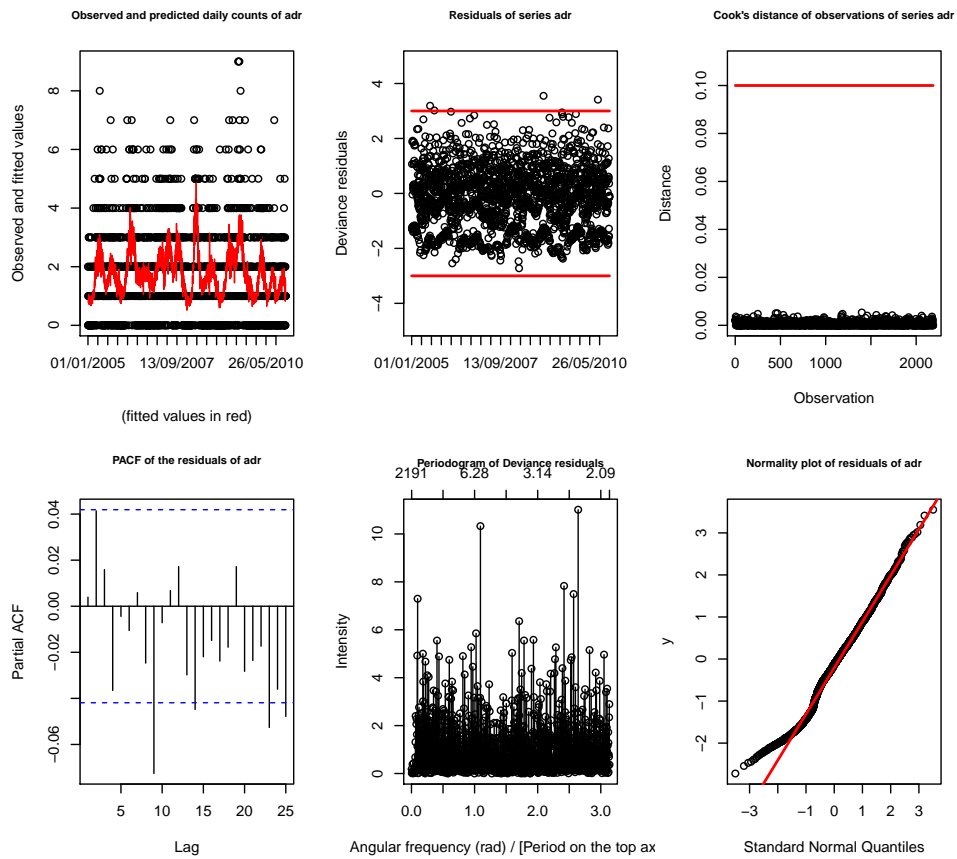 Observed and predicted daily counts of adr
Observed and fitted values
0 2 4 6 8
01/01/2005 13/09/2007 26/05/2010
(fitted values in red)
Residuals of series adr
Deviance residuals
−4 −2 0 2 4
01/01/2005 13/09/2007 26/05/2010
Cook's distance of observations of series adr
Distance
0.00 0.02 0.04 0.06 0.08 0.10
0 500 1000 2000
Observation
PACF of the residuals of adr
Partial ACF
−0.06 −0.02 0.00 0.02 0.04
5 10 15 20 25
Lag
Periodogram of Deviance residuals
2191 6.28 3.14 2.09
Intensity
0 2 4 6 8 10
0.0 1.0 2.0 3.0
Angular frequency (rad) / [Period on the top ax
Normality plot of residuals of adr
y
−2 −1 0 1 2 3
−3 −1 0 1 2 3
Standard Normal Quantiles